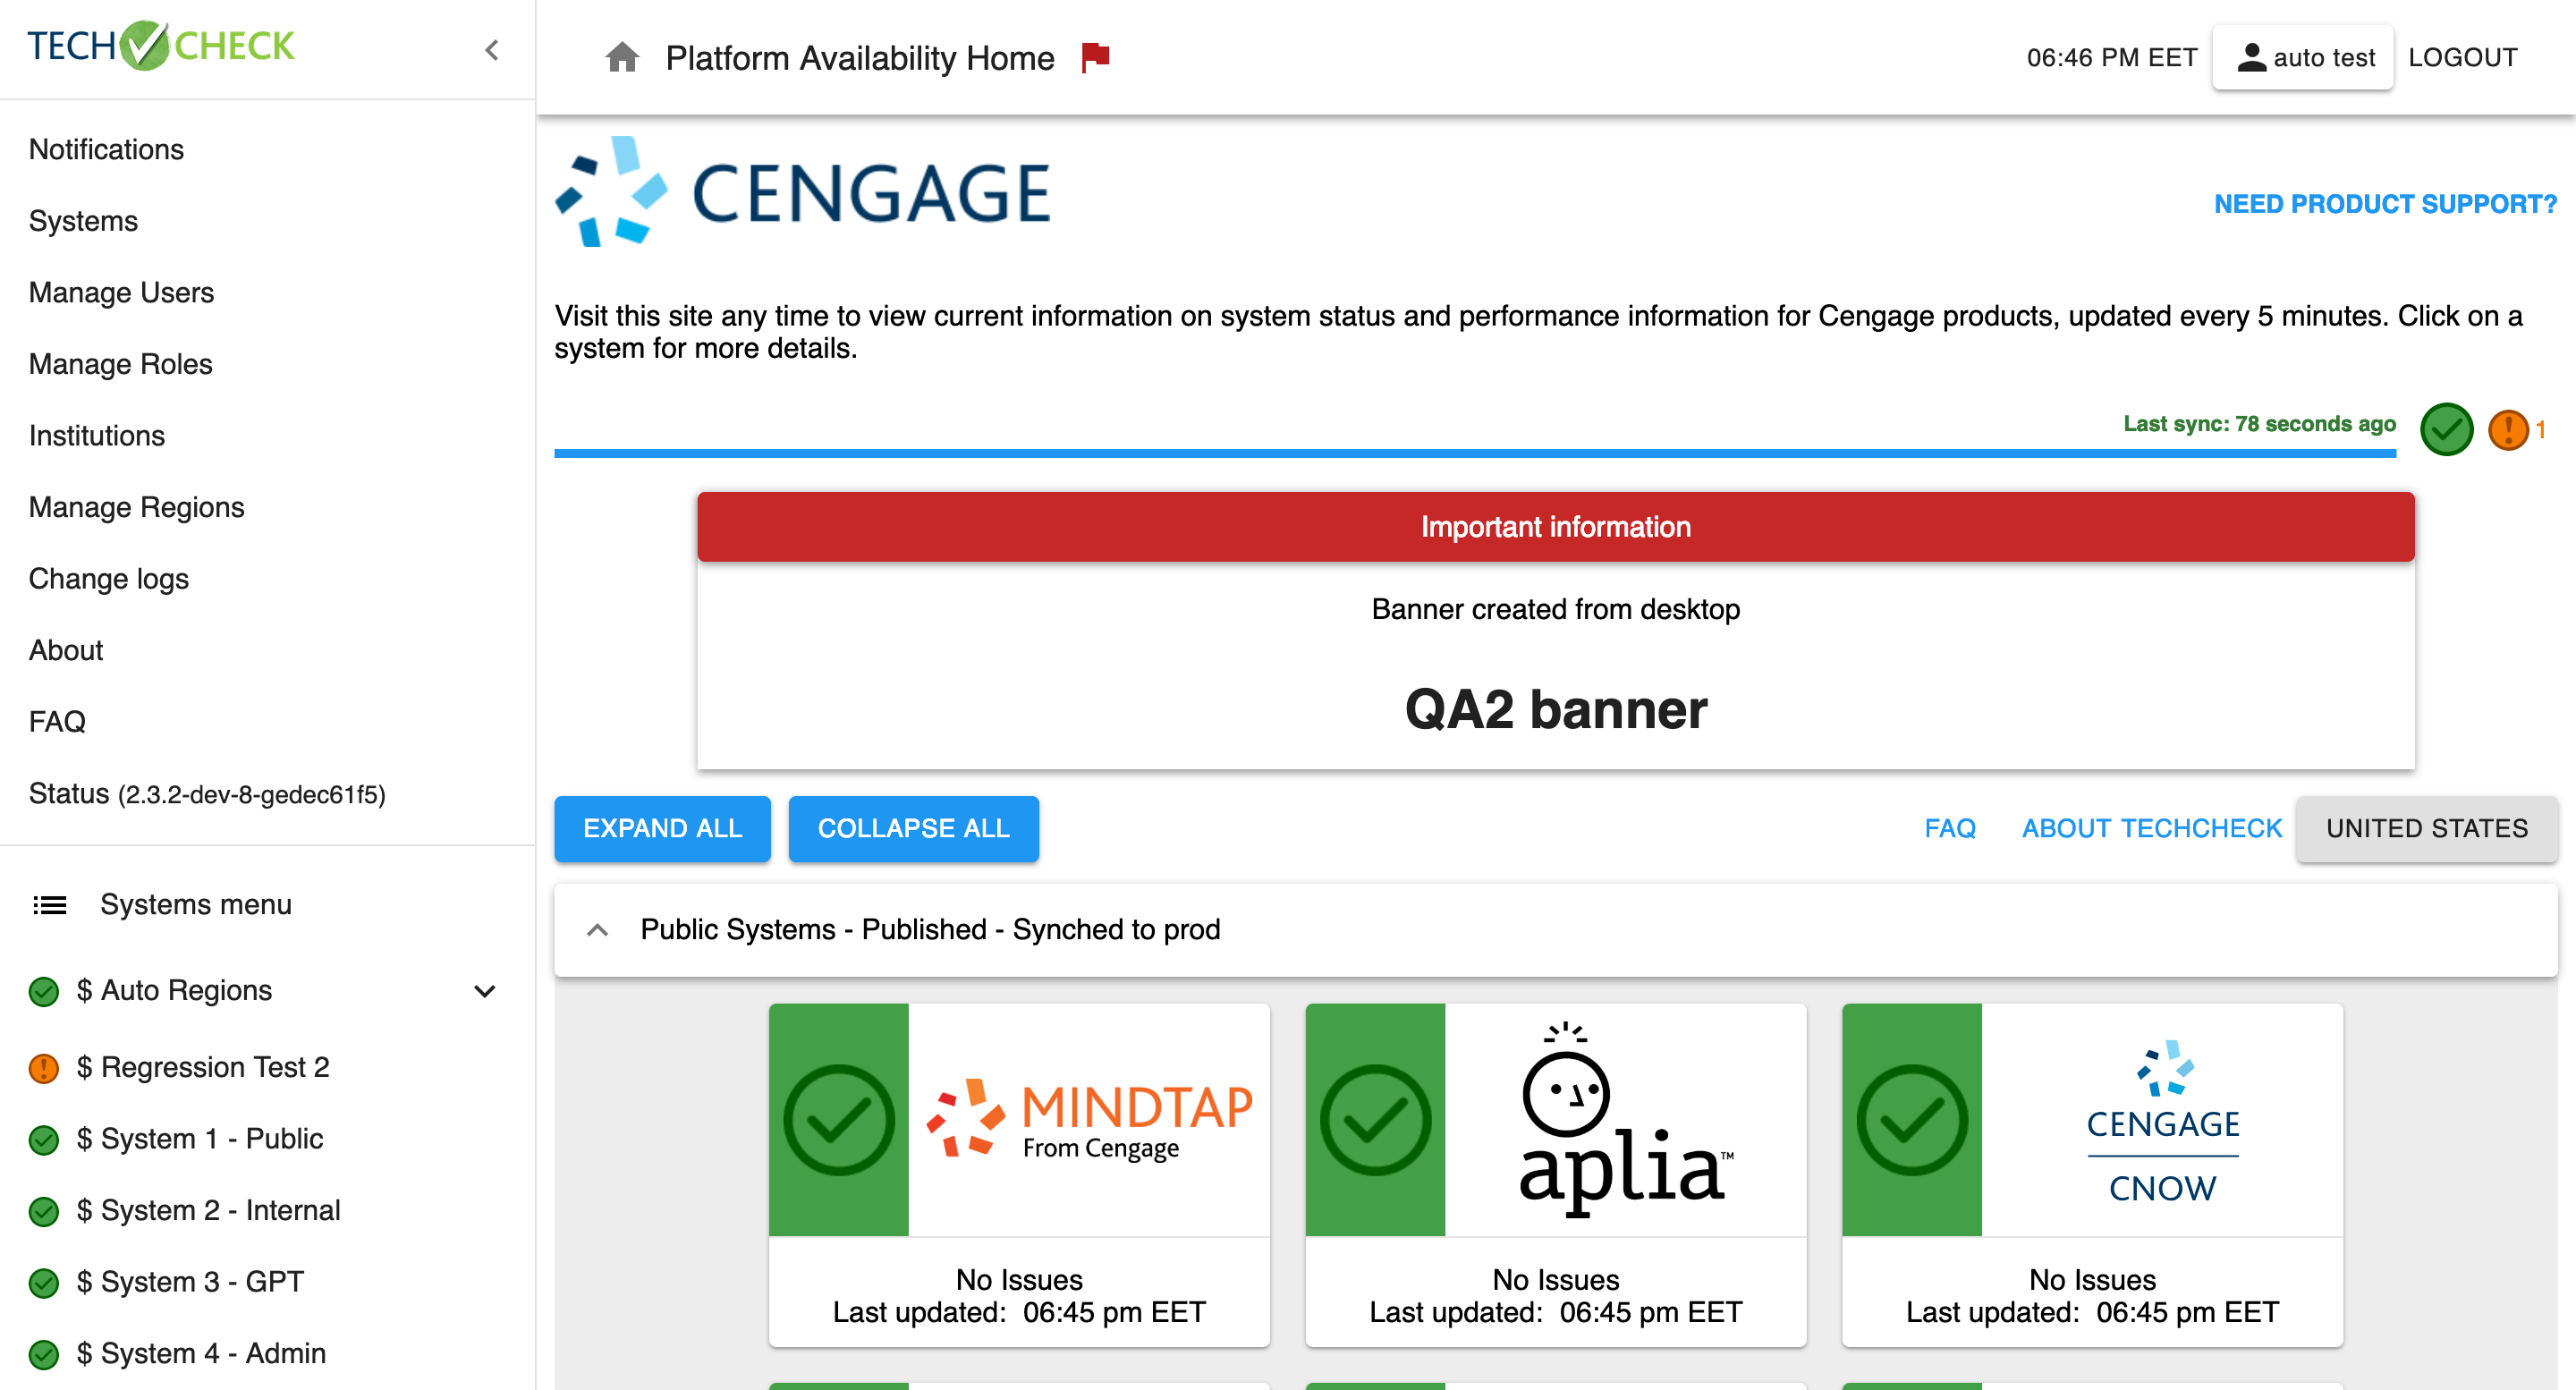 TECH CHECK
Notifications
Systems
Manage Users
Manage Roles
Institutions
Manage Regions
Change logs
About
FAQ
Status (2.3.2-dev-8-gedec61f5)
Systems menu
$ Auto Regions
$ Regression Test 2
$ System 1 - Public
$ System 2 - Internal
$ System 3 - GPT
$ System 4 - Admin
Platform Availability Home
06:46 PM EET
auto test
LOGOUT
CENGAGE
NEED PRODUCT SUPPORT?
Visit this site any time to view current information on system status and performance information for Cengage products, updated every 5 minutes. Click on a
system for more details.
Last sync: 78 seconds ago
1
Important information
Banner created from desktop
QA2 banner
EXPAND ALL
COLLAPSE ALL
FAQ
ABOUT TECHCHECK
UNITED STATES
Public Systems - Published - Synched to prod
MINDTAP
From Cengage
No Issues
Last updated: 06:45 pm EET
aplia™
No Issues
Last updated: 06:45 pm EET
CENGAGE
CNOW
No Issues
Last updated: 06:45 pm EET